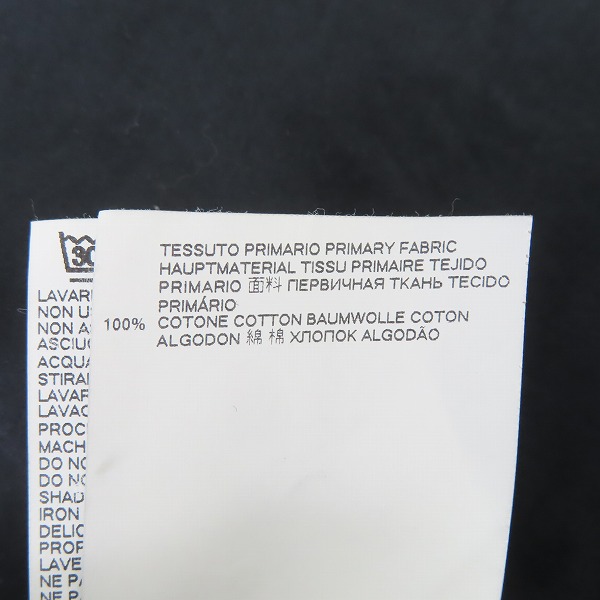 TESSUTO PRIMARIO PRIMARY FABRIC
HAUPTMATERIAL TISSU PRIMAIRE TEJIDO
PRIMARIO 面料 ПЕРВИЧНАЯ ТКАНЬ TECIDO
PRIMÁRIO
100% COTONE COTTON BAUMWOLLE COTON
ALGODON 綿 棉 ХЛОПОК ALGODÃO
30
LAVAR
NON U
NON A
ASCIU
ACQUA
STIRA
LAVAR
LAVAG
PROC
MACH
DO NO
DO NO
SHAD
IRON
DELIC
PROF
LAVE
NE PA
NE P